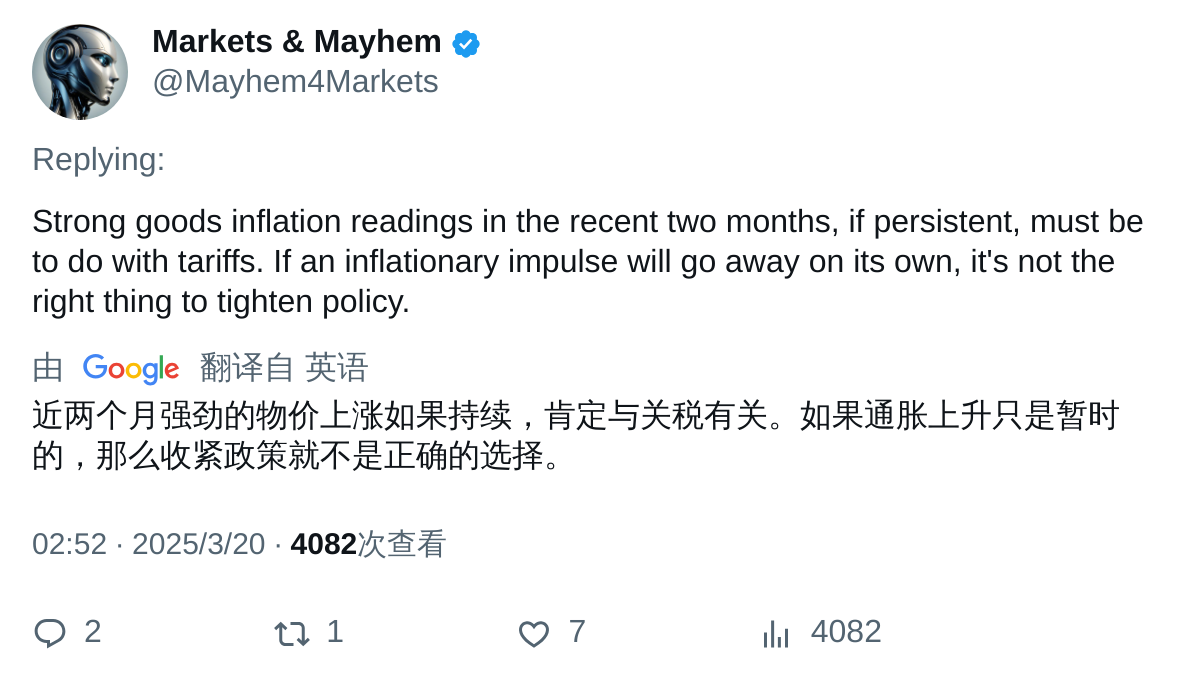 Markets & Mayhem
@Mayhem4Markets
Replying:
Strong goods inflation readings in the recent two months, if persistent, must be
to do with tariffs. If an inflationary impulse will go away on its own, it's not the
right thing to tighten policy.
由 Google 翻译自 英语
近两个月强劲的物价上涨如果持续，肯定与关税有关。如果通胀上升只是暂时
的，那么收紧政策就不是正确的选择。
02:52 · 2025/3/20 · 4082次查看
2 1 7 4082